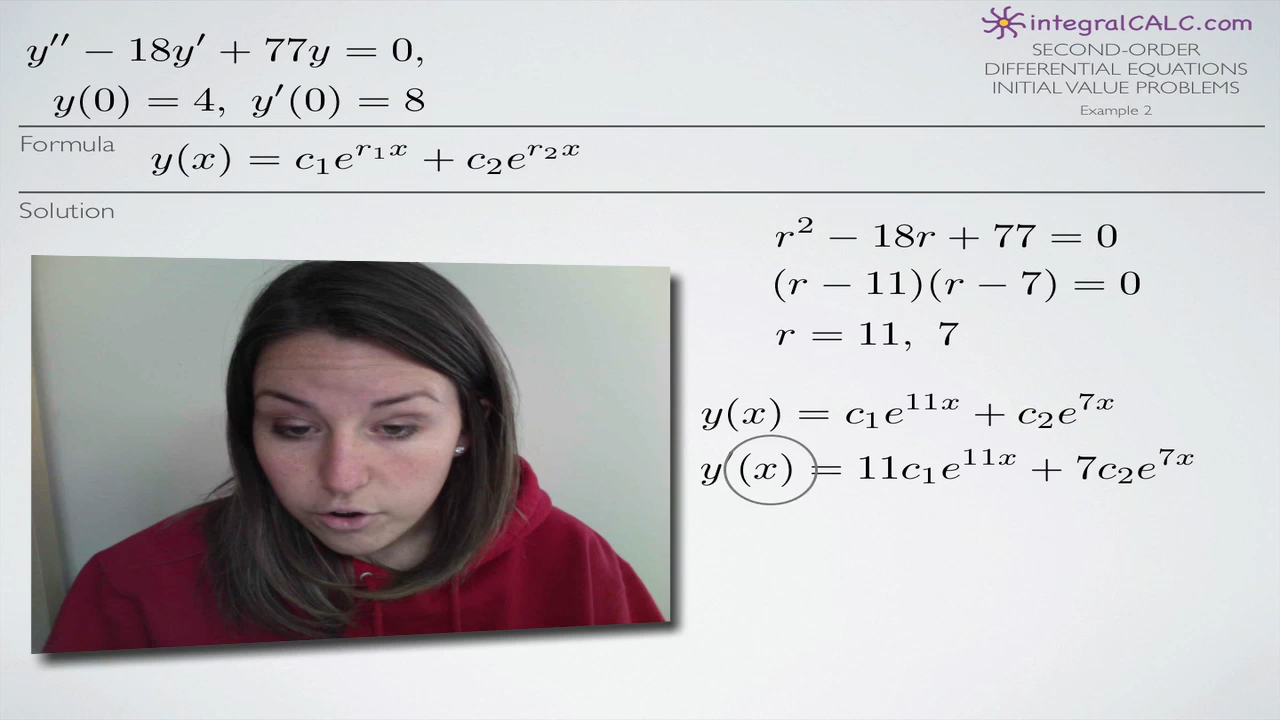 y″ − 18y′ + 77y = 0,
y(0) = 4, y′(0) = 8
integralCALC.com
SECOND-ORDER
DIFFERENTIAL EQUATIONS
INITIAL VALUE PROBLEMS
Example 2
Formula
y(x) = c₁e^{r₁x} + c₂e^{r₂x}
Solution
r² − 18r + 77 = 0
(r − 11)(r − 7) = 0
r = 11, 7
y(x) = c₁e^{11x} + c₂e^{7x}
y (x) = 11c₁e^{11x} + 7c₂e^{7x}